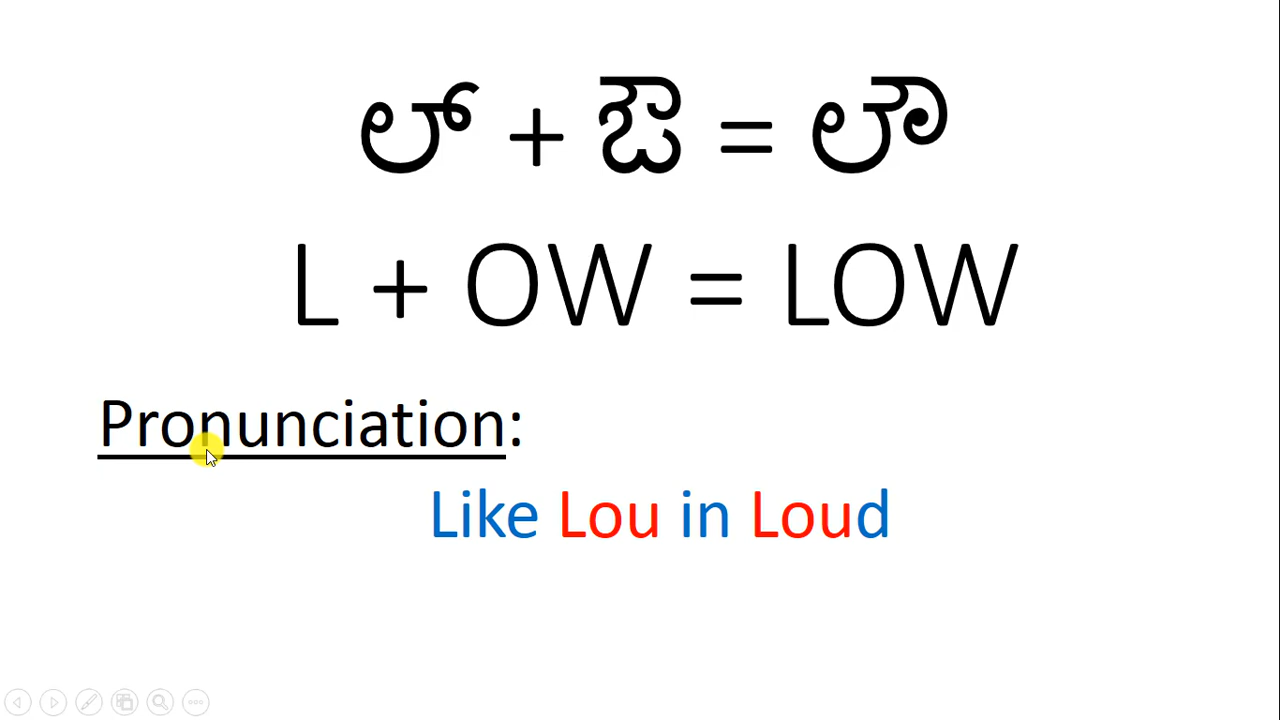 ಲ್ + ಔ = ಲೌ
L + OW = LOW
Pronunciation:
Like Lou in Loud